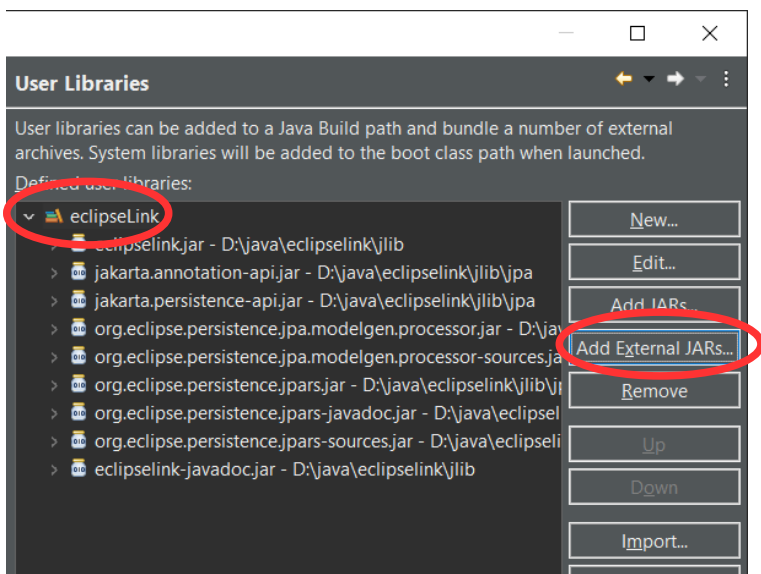 User Libraries
User libraries can be added to a Java Build path and bundle a number of external
archives. System libraries will be added to the boot class path when launched.
Defined user libraries:
eclipseLink
eclipselink.jar - D:\java\eclipselink\jlib
jakarta.annotation-api.jar - D:\java\eclipselink\jlib\jpa
jakarta.persistence-api.jar - D:\java\eclipselink\jlib\jpa
org.eclipse.persistence.jpa.modelgen.processor.jar - D:\jav
org.eclipse.persistence.jpa.modelgen.processor-sources.ja
org.eclipse.persistence.jpars.jar - D:\java\eclipselink\jlib\j
org.eclipse.persistence.jpars-javadoc.jar - D:\java\eclipsel
org.eclipse.persistence.jpars-sources.jar - D:\java\eclipseli
eclipselink-javadoc.jar - D:\java\eclipselink\jlib
New...
Edit...
Add JARs...
Add External JARs...
Remove
Up
Down
Import...